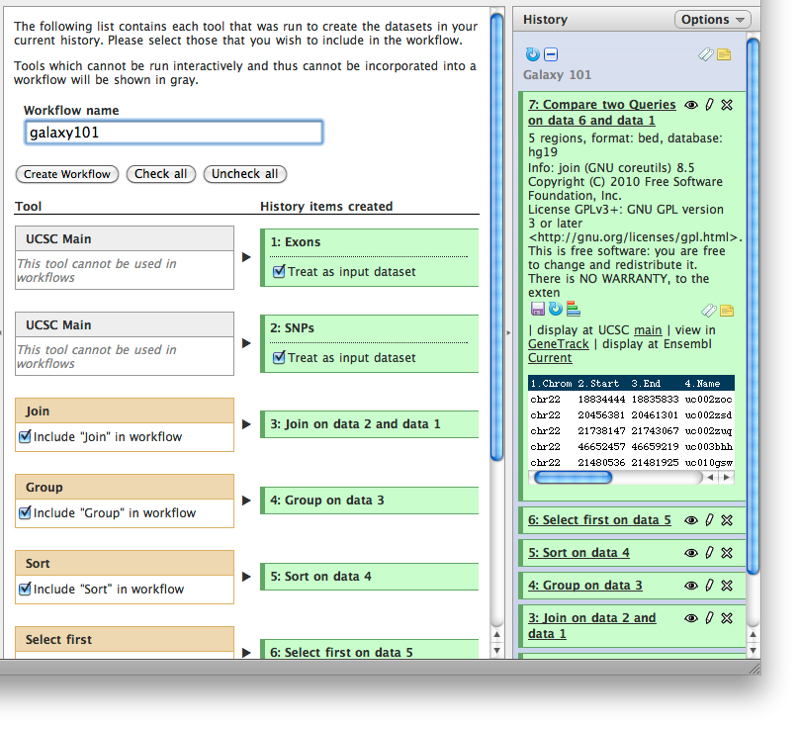 The following list contains each tool that was run to create the datasets in your
current history. Please select those that you wish to include in the workflow.
Tools which cannot be run interactively and thus cannot be incorporated into a
workflow will be shown in gray.
Workflow name
galaxy101
Create Workflow Check all Uncheck all
Tool History items created
UCSC Main
This tool cannot be used in
workflows
1: Exons
Treat as input dataset
UCSC Main
This tool cannot be used in
workflows
2: SNPs
Treat as input dataset
Join
Include "Join" in workflow
3: Join on data 2 and data 1
Group
Include "Group" in workflow
4: Group on data 3
Sort
Include "Sort" in workflow
5: Sort on data 4
Select first
6: Select first on data 5
History Options
Galaxy 101
7: Compare two Queries
on data 6 and data 1
5 regions, format: bed, database:
hg19
Info: join (GNU coreutils) 8.5
Copyright (C) 2010 Free Software
Foundation, Inc.
License GPLv3+: GNU GPL version
3 or later
<http://gnu.org/licenses/gpl.html>.
This is free software: you are free
to change and redistribute it.
There is NO WARRANTY, to the
exten
| display at UCSC main | view in
GeneTrack | display at Ensembl
Current
1.Chrom 2.Start 3.End 4.Name
chr22 18834444 18835833 uc002zoc
chr22 20456381 20461301 uc002zsd
chr22 21738147 21743067 uc002zuq
chr22 46652457 46659219 uc003bhh
chr22 21480536 21481925 uc010gsw
6: Select first on data 5
5: Sort on data 4
4: Group on data 3
3: Join on data 2 and
data 1